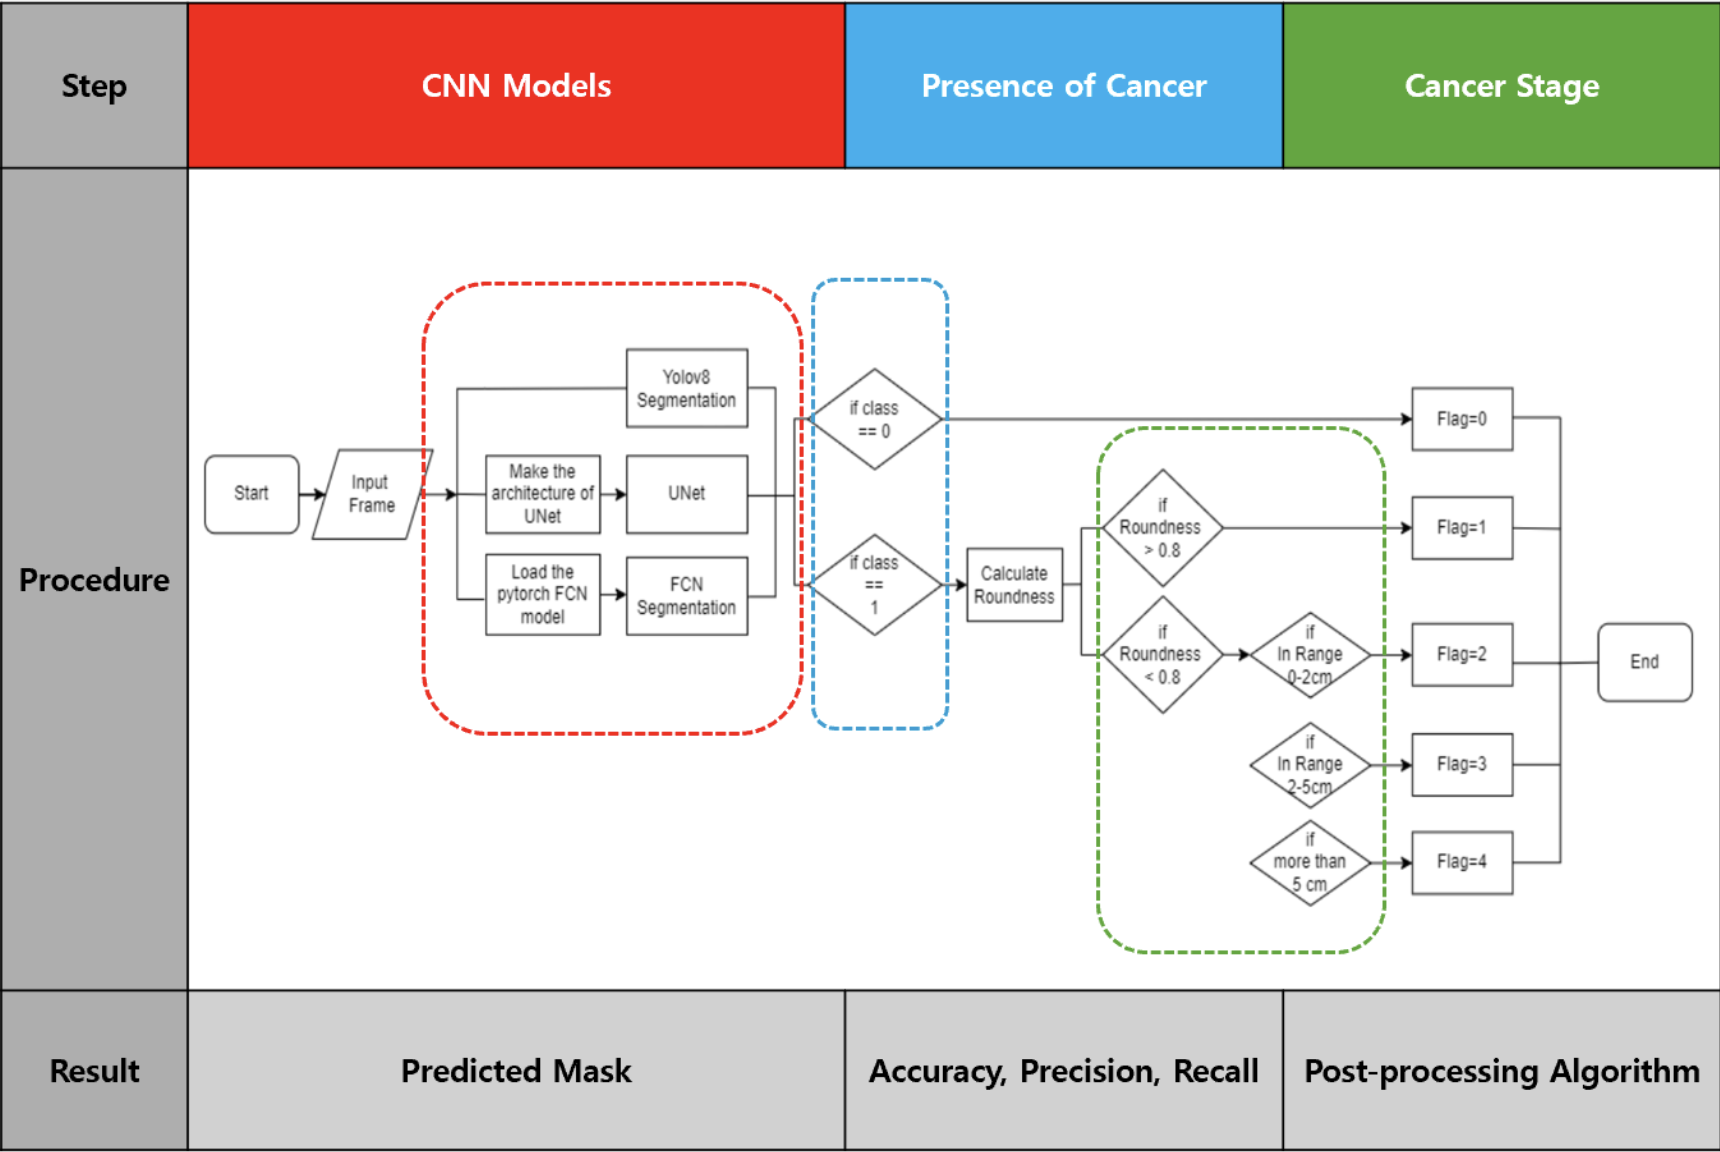 Step
CNN Models
Presence of Cancer
Cancer Stage
Procedure
Start
Input
Frame
Yolov8
Segmentation
Make the
architecture of
UNet
UNet
Load the
pytorch FCN
model
FCN
Segmentation
if class
== 0
if class
==
1
Calculate
Roundness
if
Roundness
> 0.8
if
Roundness
< 0.8
if
In Range
0-2cm
if
In Range
2-5cm
if
more than
5 cm
Flag=0
Flag=1
Flag=2
Flag=3
Flag=4
End
Result
Predicted Mask
Accuracy, Precision, Recall
Post-processing Algorithm